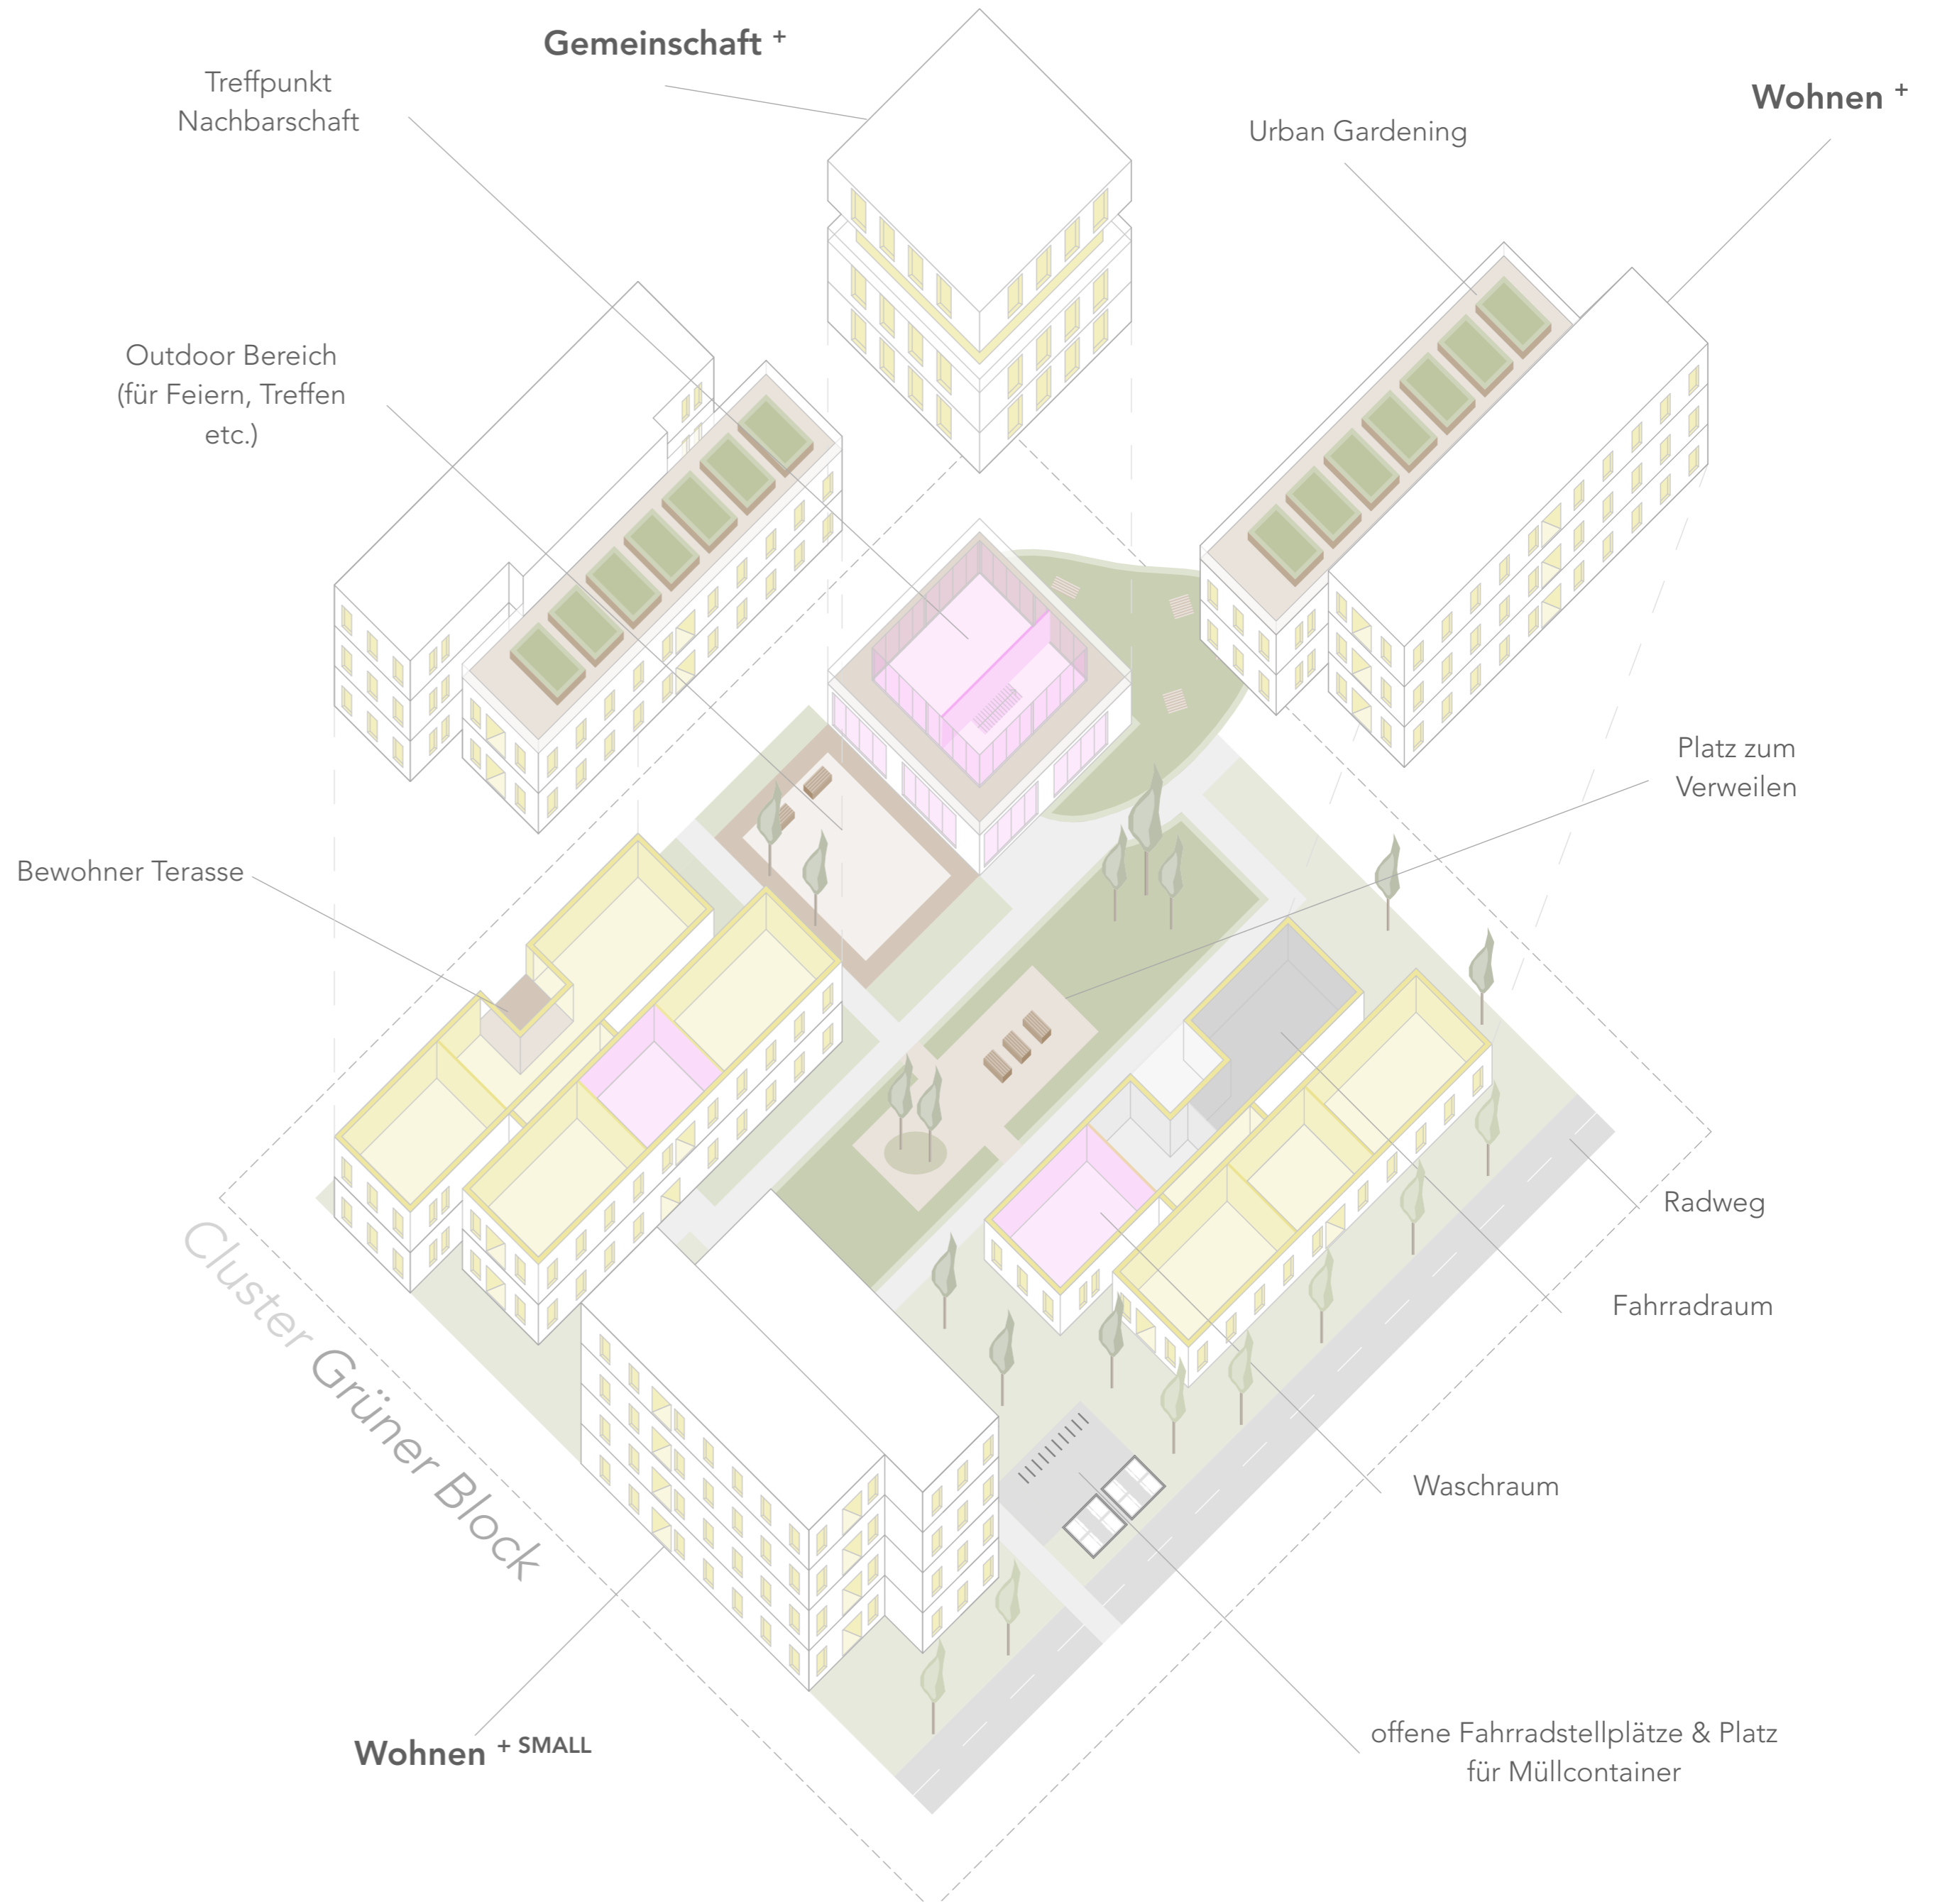 Gemeinschaft +
Treffpunkt
Nachbarschaft
Wohnen +
Urban Gardening
Outdoor Bereich
(für Feiern, Treffen
etc.)
Platz zum
Verweilen
Bewohner Terasse
Radweg
Cluster Grüner Block
Fahrradraum
Waschraum
Wohnen + SMALL
offene Fahrradstellplätze & Platz
für Müllcontainer